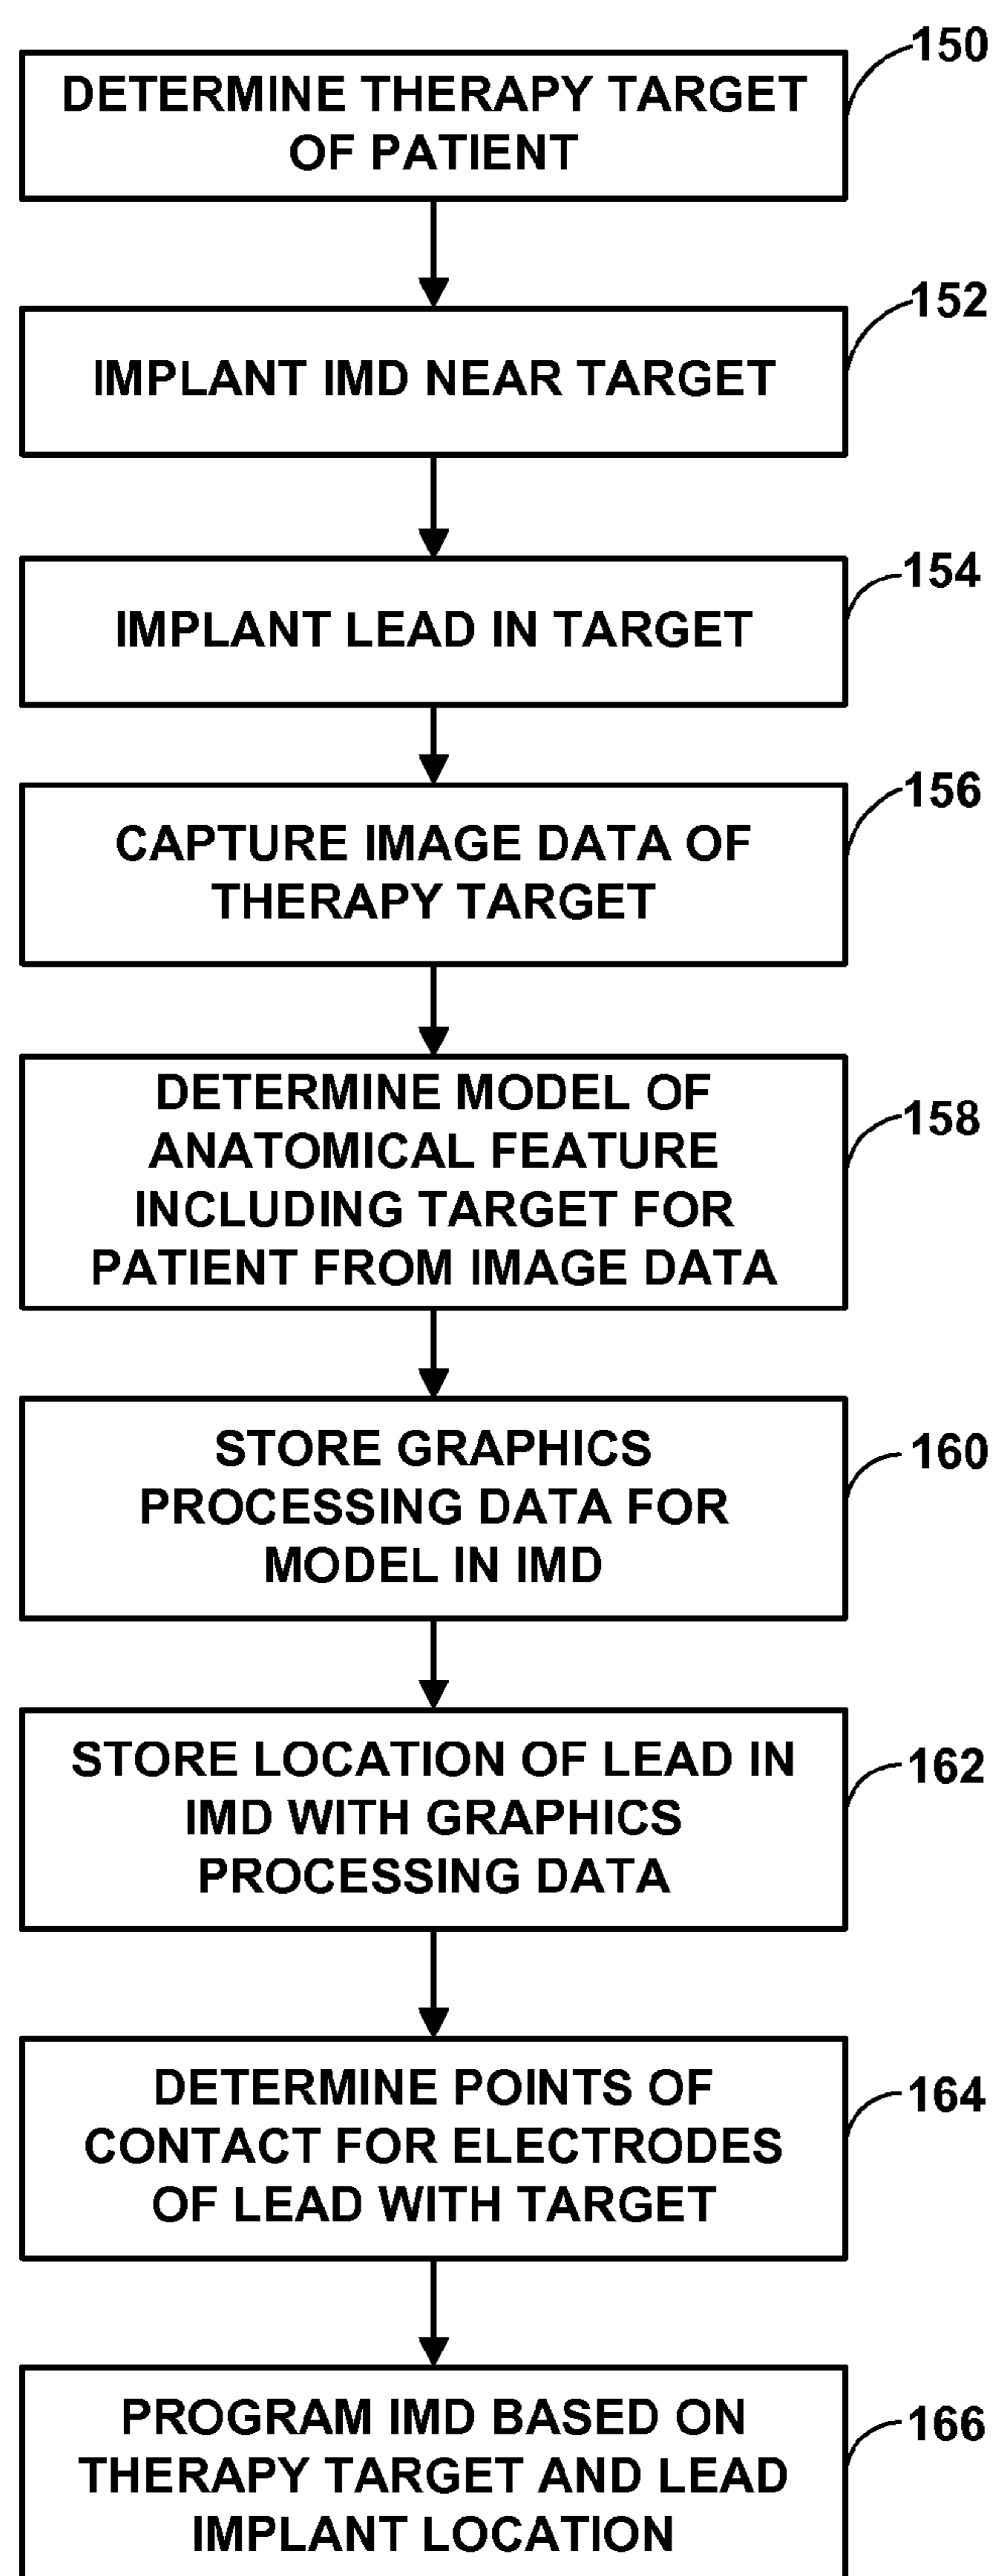 150
DETERMINE THERAPY TARGET
OF PATIENT
152
IMPLANT IMD NEAR TARGET
154
IMPLANT LEAD IN TARGET
156
CAPTURE IMAGE DATA OF
THERAPY TARGET
158
DETERMINE MODEL OF
ANATOMICAL FEATURE
INCLUDING TARGET FOR
PATIENT FROM IMAGE DATA
160
STORE GRAPHICS
PROCESSING DATA FOR
MODEL IN IMD
162
STORE LOCATION OF LEAD IN
IMD WITH GRAPHICS
PROCESSING DATA
164
DETERMINE POINTS OF
CONTACT FOR ELECTRODES
OF LEAD WITH TARGET
166
PROGRAM IMD BASED ON
THERAPY TARGET AND LEAD
IMPLANT LOCATION